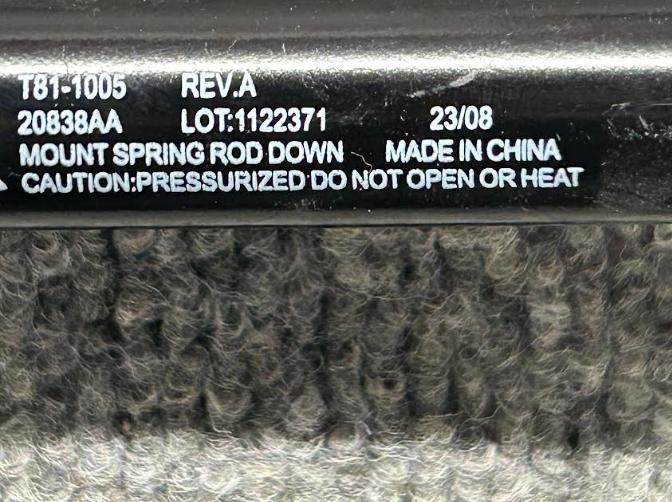 T81-1005 REV.A
20838AA LOT:1122371 23/08
MOUNT SPRING ROD DOWN MADE IN CHINA
CAUTION:PRESSURIZED DO NOT OPEN OR HEAT